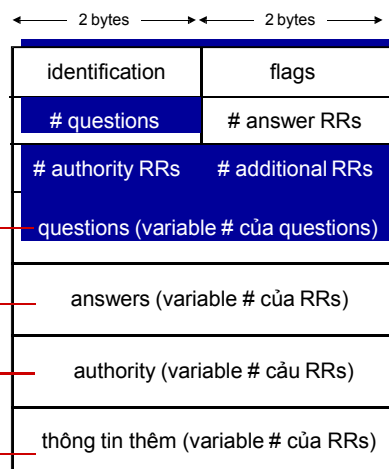 2 bytes 2 bytes
identification flags
# questions # answer RRs
# authority RRs # additional RRs
questions (variable # của questions)
answers (variable # của RRs)
authority (variable # cảu RRs)
thông tin thêm (variable # của RRs)